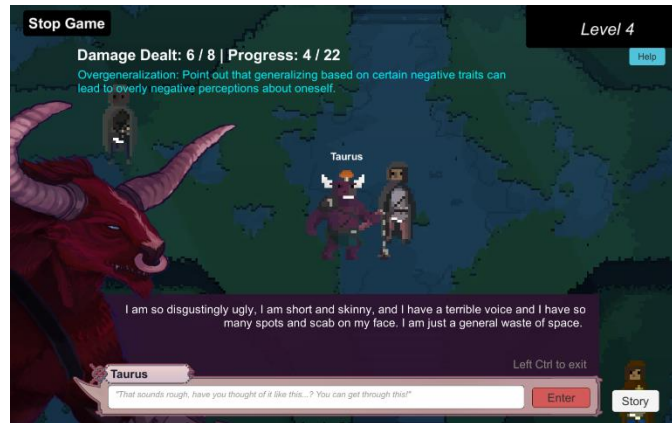 Stop Game
Level 4
Damage Dealt: 6 / 8 | Progress: 4 / 22
Help
Overgeneralization: Point out that generalizing based on certain negative traits can
lead to overly negative perceptions about oneself.
Taurus
I am so disgustingly ugly, I am short and skinny, and I have a terrible voice and I have so
many spots and scab on my face. I am just a general waste of space.
Left Ctrl to exit
Taurus
"That sounds rough, have you thought of it like this...? You can get through this!"
Enter
Story